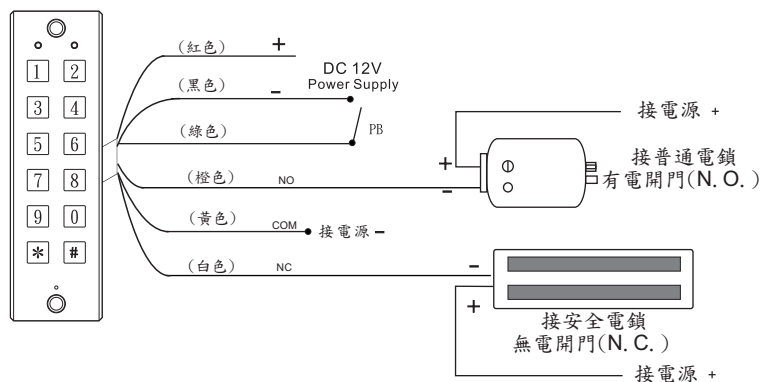 1 2
3 4
5 6
7 8
9 0
* #
(紅色) +
DC 12V
Power Supply
(黑色) -
(綠色) PB
接電源 +
(橙色) NO
+
-
接普通電鎖
有電開門(N.O.)
(黃色) COM 接電源 -
(白色) NC -
+
接安全電鎖
無電開門(N.C.)
接電源 +